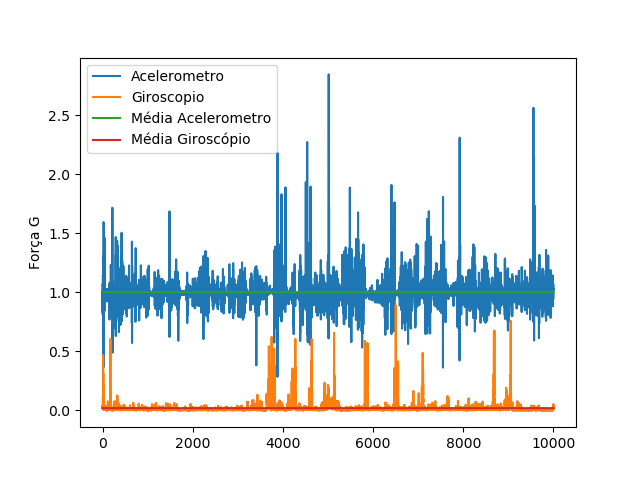 Acelerometro
Giroscopio
Média Acelerometro
Média Giroscópio
Força G
2.5
2.0
1.5
1.0
0.5
0.0
0 2000 4000 6000 8000 10000